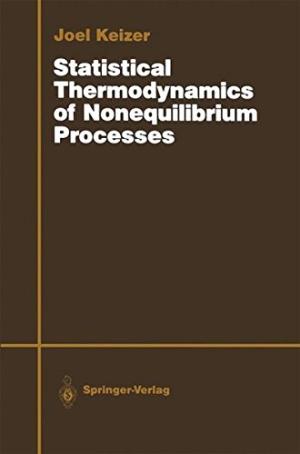 Joel Keizer
Statistical
Thermodynamics
of Nonequilibrium
Processes
Springer-Verlag